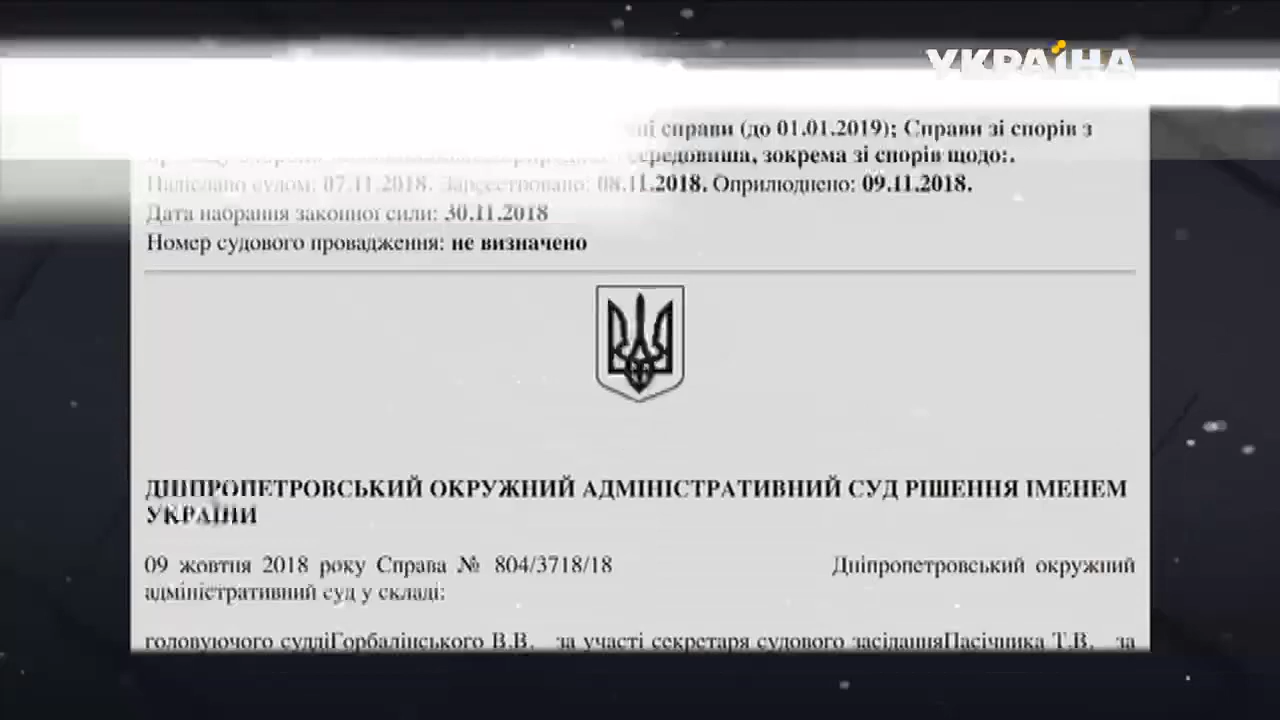 УКРАЇНА
справи (до 01.01.2019); Справи зі спорів з
середовища, зокрема зі спорів щодо:.
Надіслано судом: 07.11.2018. Зареєстровано: 08.11.2018. Оприлюднено: 09.11.2018.
Дата набрання законної сили: 30.11.2018
Номер судового провадження: не визначено
ДНІПРОПЕТРОВСЬКИЙ ОКРУЖНИЙ АДМІНІСТРАТИВНИЙ СУД РІШЕННЯ ІМЕНЕМ
УКРАЇНИ
09 жовтня 2018 року Справа № 804/3718/18 Дніпропетровський окружний
адміністративний суд у складі:
головуючого суддіГорбалінського В.В., за участі секретаря судового засіданняПасічника Т.В., за